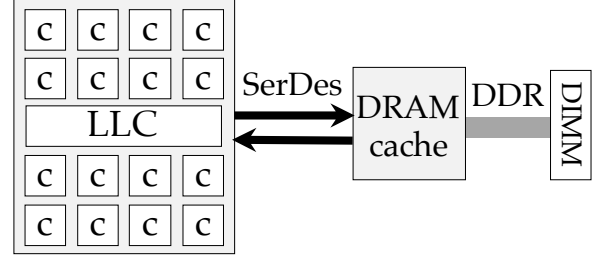 c c c c
c c c c
LLC
c c c c
c c c c
SerDes
DRAM
cache
DDR
DIMM